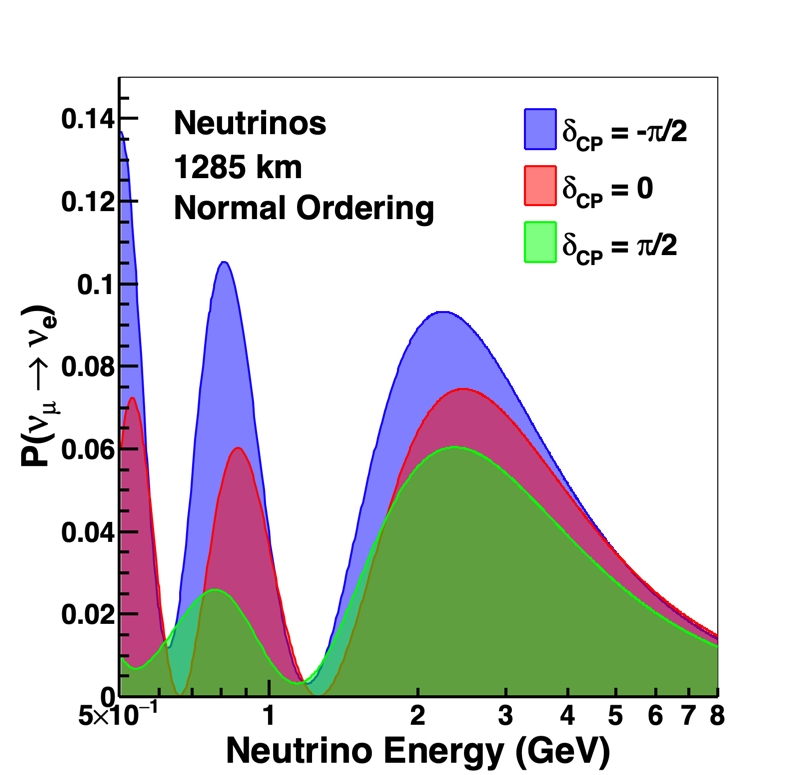 Neutrinos
1285 km
Normal Ordering
δCP = -π/2
δCP = 0
δCP = π/2
P(νμ → νe)
0.14
0.12
0.1
0.08
0.06
0.04
0.02
0
5×10⁻¹ 1 2 3 4 5 6 7 8
Neutrino Energy (GeV)